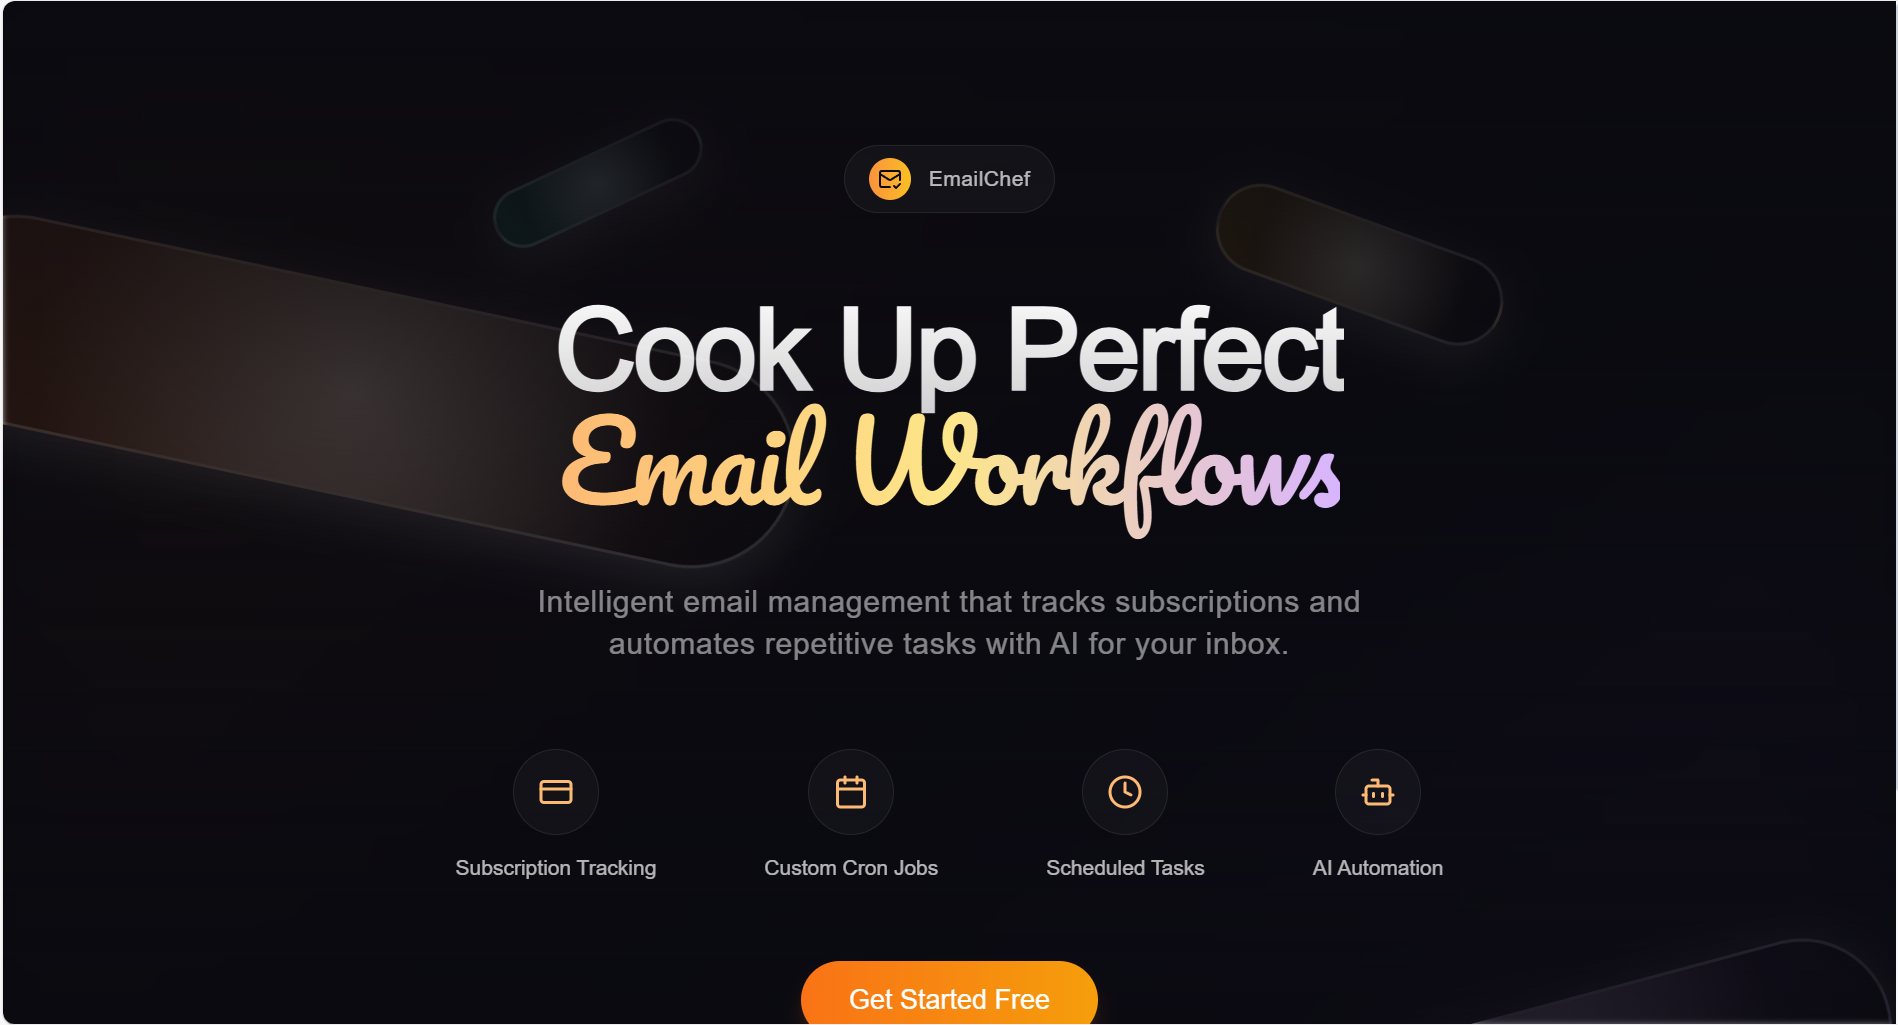 EmailChef
Cook Up Perfect
Email Workflows
Intelligent email management that tracks subscriptions and
automates repetitive tasks with AI for your inbox.
Subscription Tracking
Custom Cron Jobs
Scheduled Tasks
AI Automation
Get Started Free